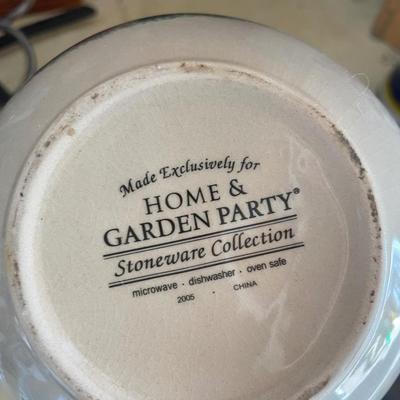 Made Exclusively for
HOME &
GARDEN PARTY®
Stoneware Collection
microwave · dishwasher · oven safe
2005 · CHINA